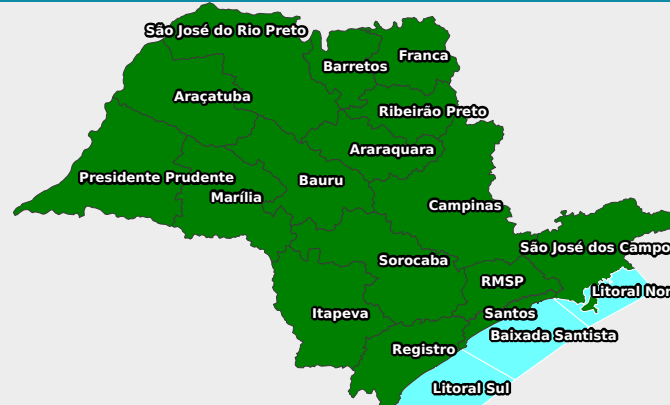 São José do Rio Preto
Franca
Barretos
Araçatuba
Ribeirão Preto
Araraquara
Presidente Prudente
Bauru
Marília
Campinas
São José dos Campo
Sorocaba
RMSP
Litoral Nor
Itapeva
Santos
Baixada Santista
Registro
Litoral Sul